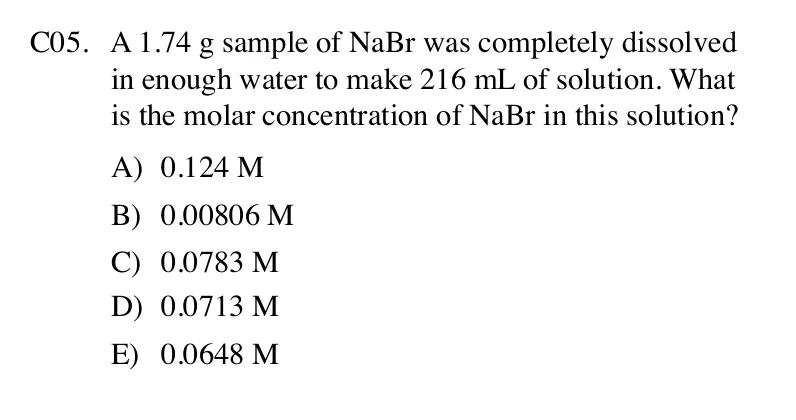 C05. A 1.74 g sample of NaBr was completely dissolved
in enough water to make 216 mL of solution. What
is the molar concentration of NaBr in this solution?
A) 0.124 M
B) 0.00806 M
C) 0.0783 M
D) 0.0713 M
E) 0.0648 M